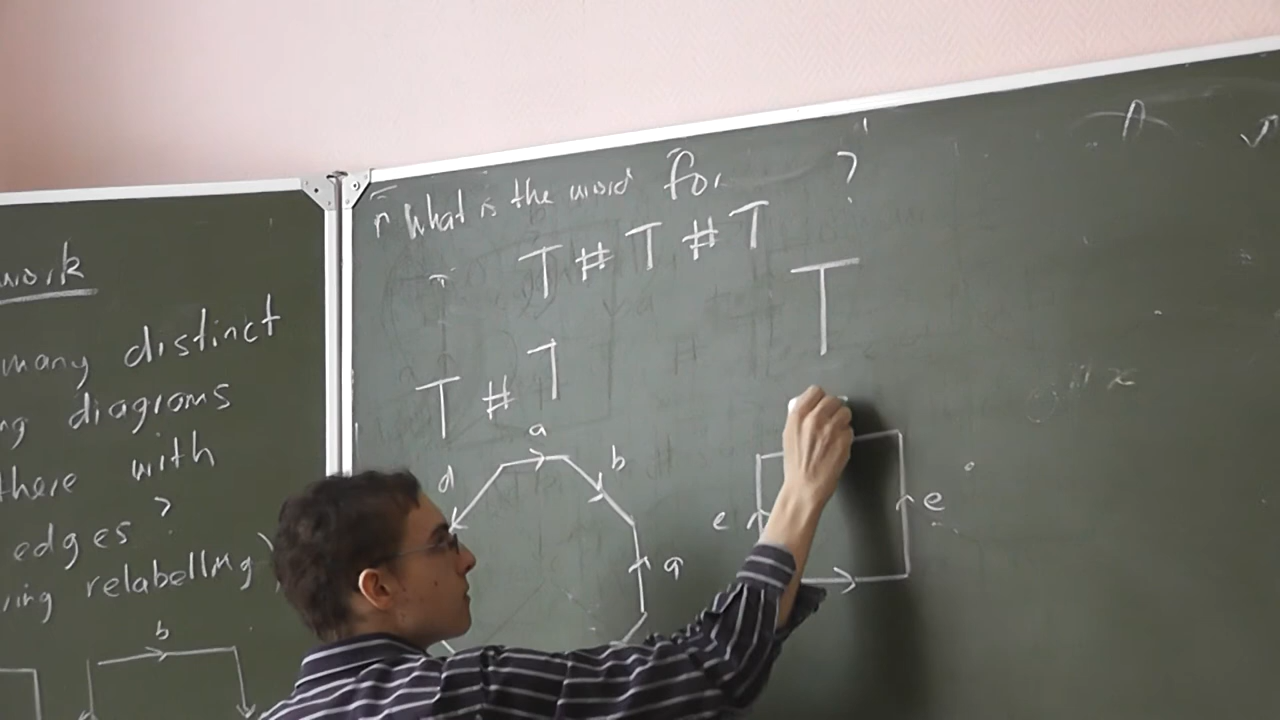 work
many distinct
diagrams
there with
edges ?
relabelling )
b
What is the word for ?
T # T # T
T
T # T
a
d
b
e
e
a